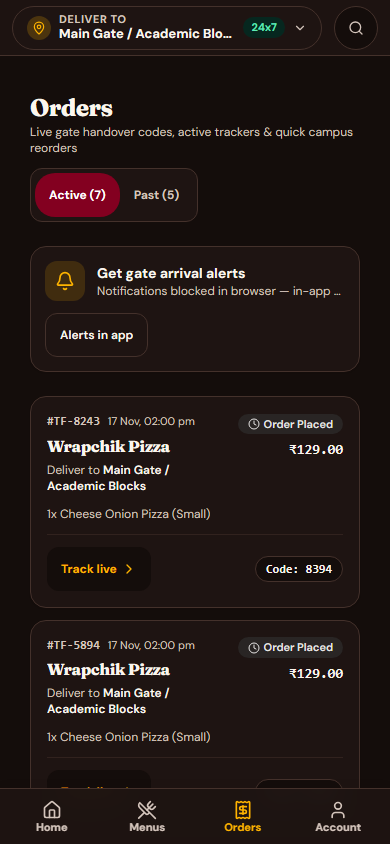 DELIVER TO
Main Gate / Academic Blo...
24x7
Orders
Live gate handover codes, active trackers & quick campus
reorders
Active (7)
Past (5)
Get gate arrival alerts
Notifications blocked in browser — in-app ...
Alerts in app
#TF-8243 17 Nov, 02:00 pm
Order Placed
Wrapchik Pizza
₹129.00
Deliver to Main Gate /
Academic Blocks
1x Cheese Onion Pizza (Small)
Track live
Code: 8394
#TF-5894 17 Nov, 02:00 pm
Order Placed
Wrapchik Pizza
₹129.00
Deliver to Main Gate /
Academic Blocks
1x Cheese Onion Pizza (Small)
Home
Menus
Orders
Account